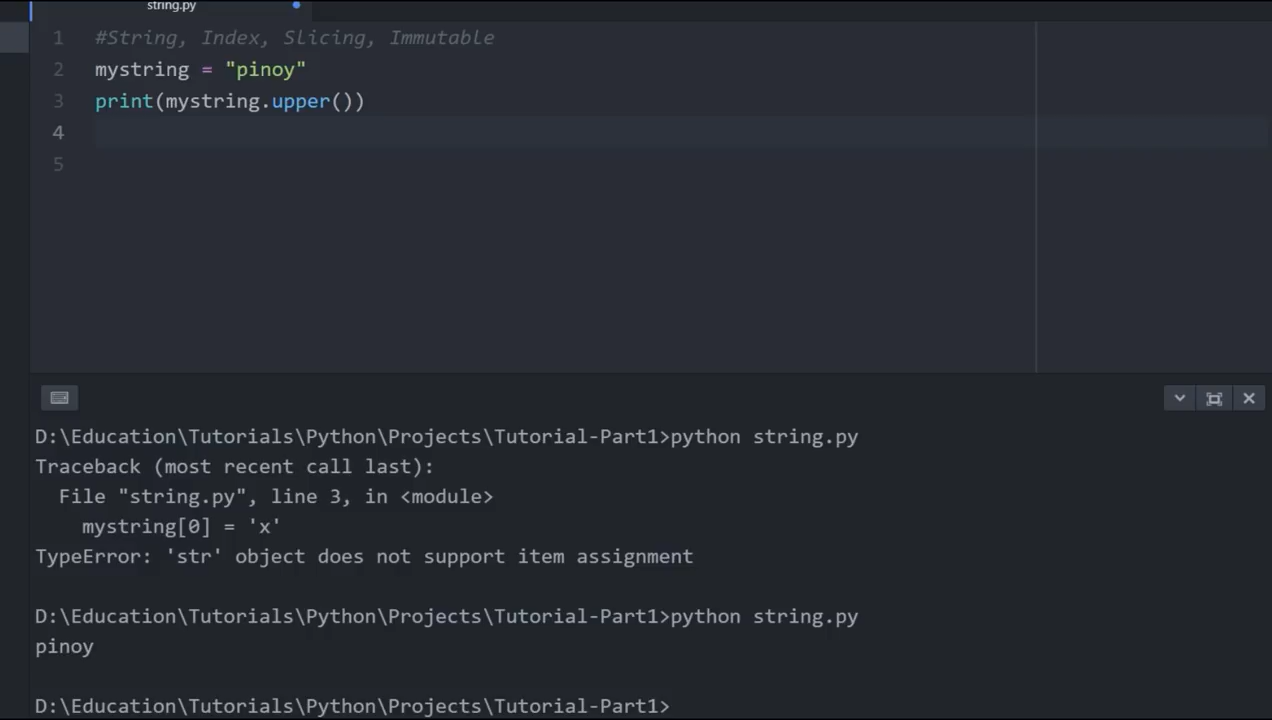 string.py
1 #String, Index, Slicing, Immutable
2 mystring = "pinoy"
3 print(mystring.upper())
4
5
D:\Education\Tutorials\Python\Projects\Tutorial-Part1>python string.py
Traceback (most recent call last):
  File "string.py", line 3, in <module>
    mystring[0] = 'x'
TypeError: 'str' object does not support item assignment
D:\Education\Tutorials\Python\Projects\Tutorial-Part1>python string.py
pinoy
D:\Education\Tutorials\Python\Projects\Tutorial-Part1>